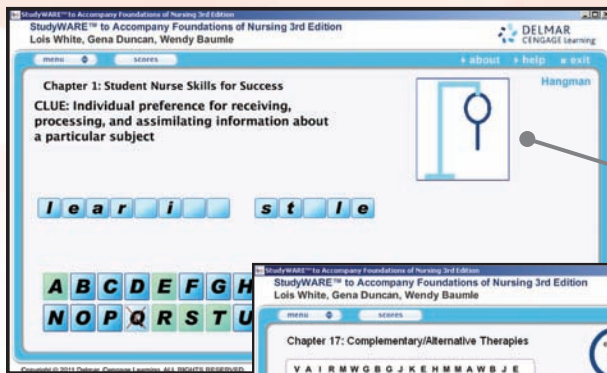 StudyWARE™ to Accompany Foundations of Nursing 3rd Edition
StudyWARE™ to Accompany Foundations of Nursing 3rd Edition
Lois White, Gena Duncan, Wendy Baumle
DELMAR
CENGAGE Learning
menu
scores
about
help
exit
Chapter 1: Student Nurse Skills for Success
Hangman
CLUE: Individual preference for receiving,
processing, and assimilating information about
a particular subject
l e a r i s t l e
A B C D E F G H
N O P Q R S T U
Copyright © 2011 Delmar, Cengage Learning. ALL RIGHTS RESERVED.
StudyWARE™ to Accompany Foundations of Nursing 3rd Edition
StudyWARE™ to Accompany Foundations of Nursing 3rd Edition
Lois White, Gena Duncan, Wendy Baumle
menu
scores
Chapter 17: Complementary/Alternative Therapies
V A I R M W G B G J K E H M M A W B J E